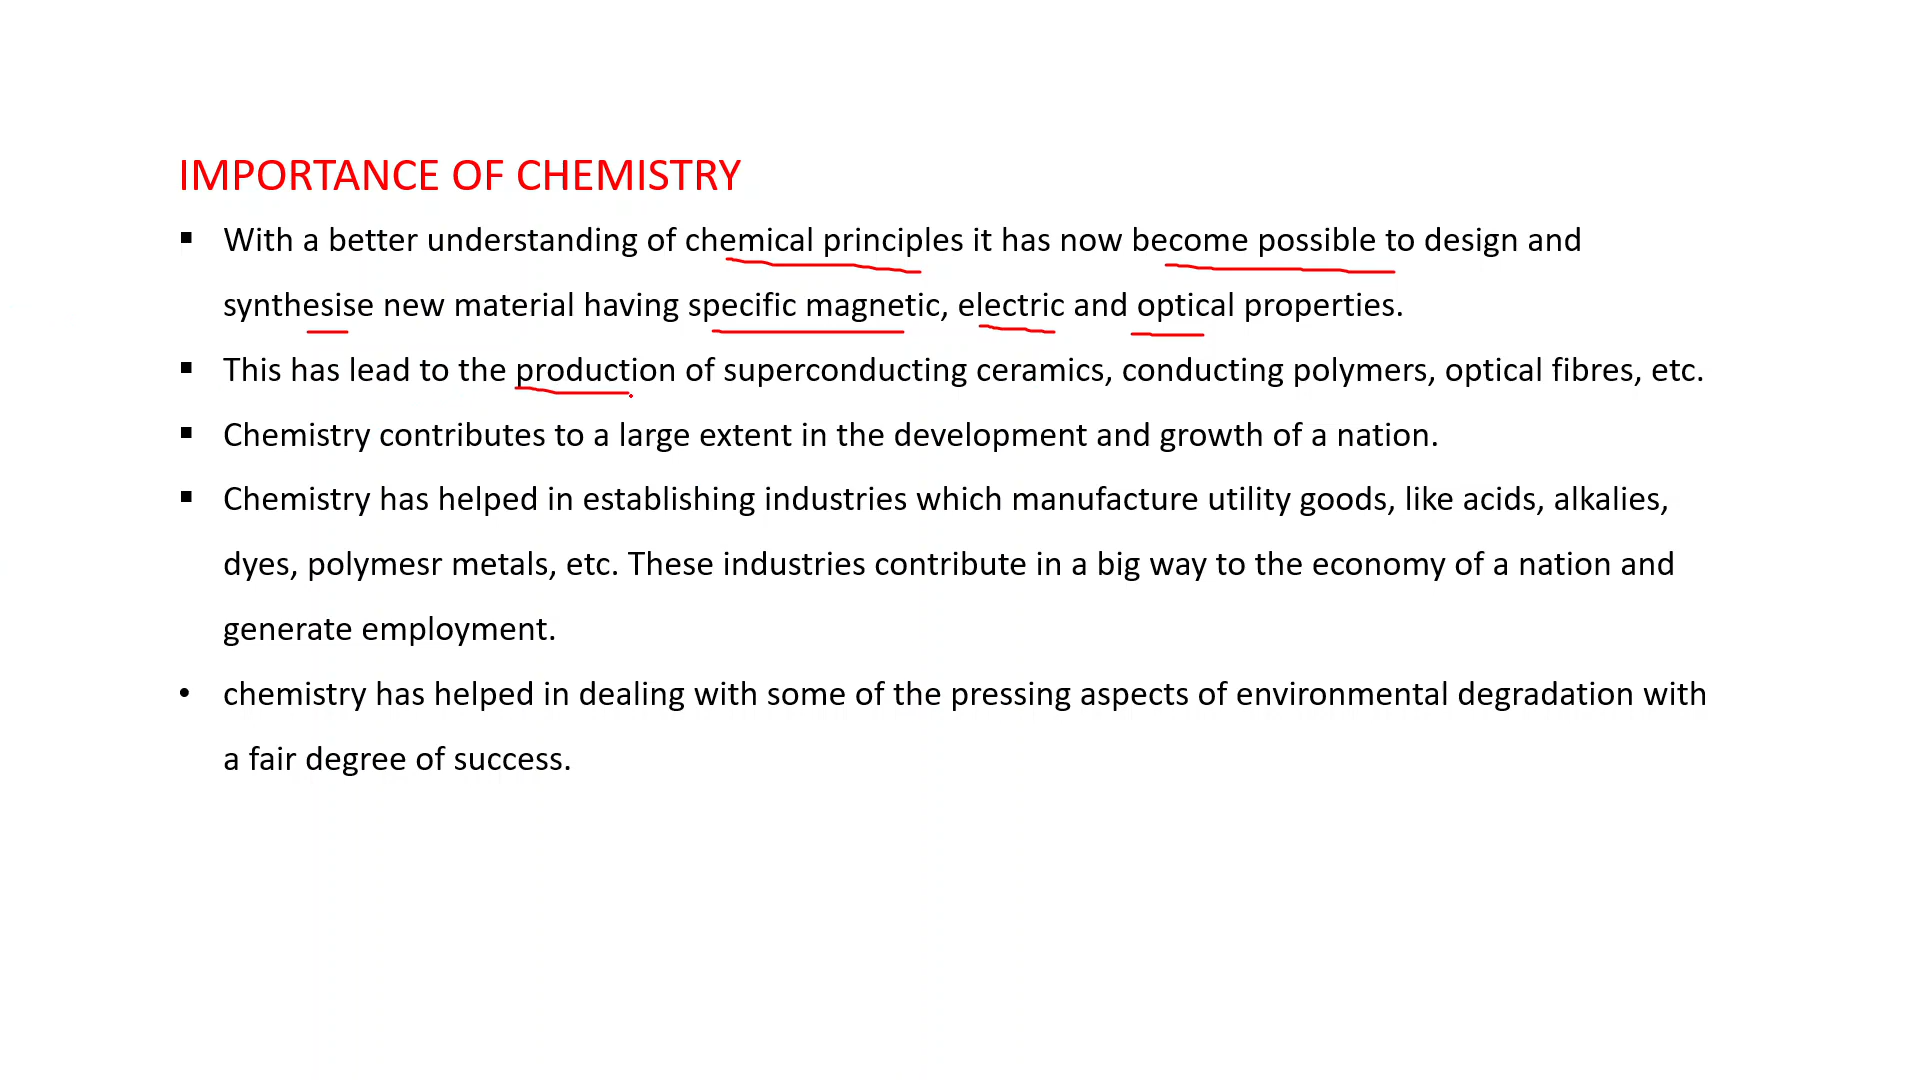 IMPORTANCE OF CHEMISTRY
▪ With a better understanding of chemical principles it has now become possible to design and
synthesise new material having specific magnetic, electric and optical properties.
▪ This has lead to the production of superconducting ceramics, conducting polymers, optical fibres, etc.
▪ Chemistry contributes to a large extent in the development and growth of a nation.
▪ Chemistry has helped in establishing industries which manufacture utility goods, like acids, alkalies,
dyes, polymesr metals, etc. These industries contribute in a big way to the economy of a nation and
generate employment.
• chemistry has helped in dealing with some of the pressing aspects of environmental degradation with
a fair degree of success.